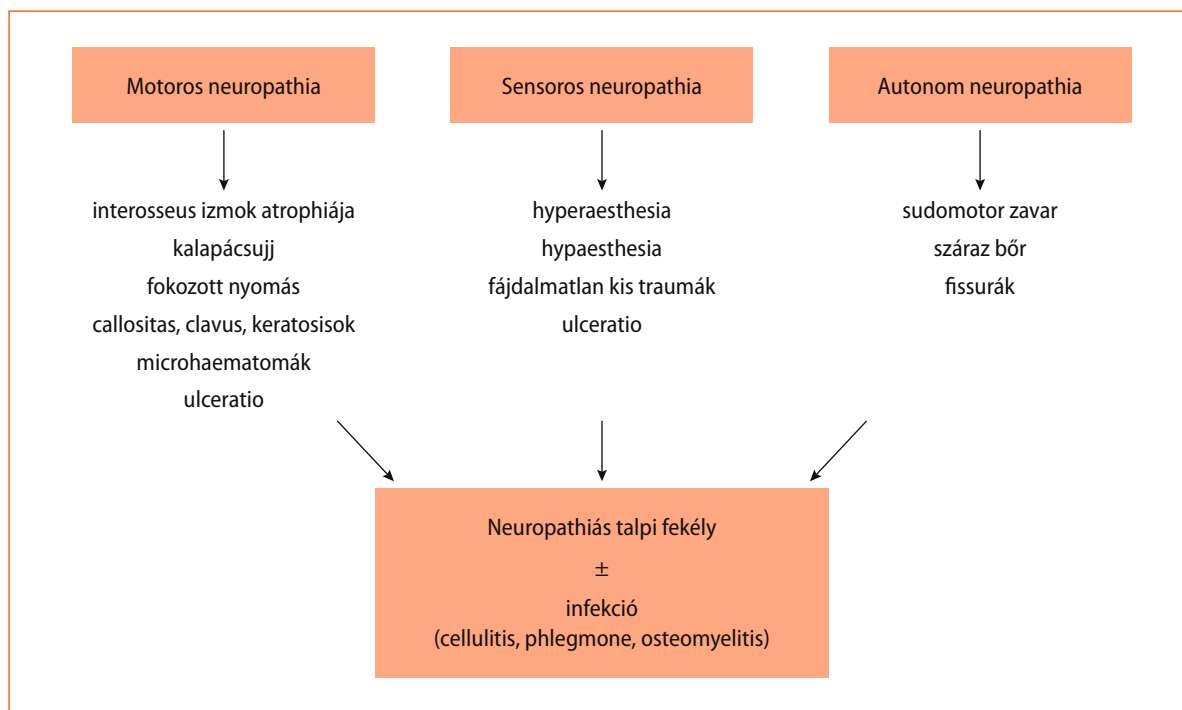 Motoros neuropathia
interosseus izmok atrophiája
kalapácsujj
fokozott nyomás
callositas, clavus, keratosisok
microhaematomák
ulceratio
Sensoros neuropathia
hyperaesthesia
hypaesthesia
fájdalmatlan kis traumák
ulceratio
Autonom neuropathia
sudomotor zavar
száraz bőr
fissurák
Neuropathiás talpi fekély
±
infekció
(cellulitis, phlegmone, osteomyelitis)